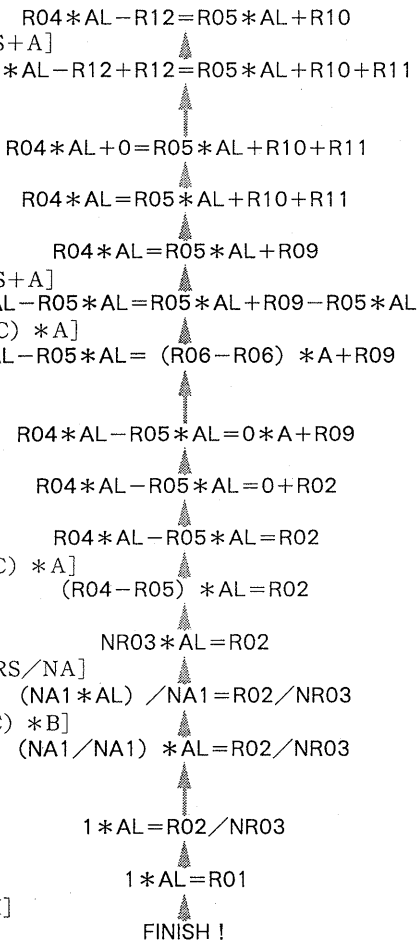 R04*AL-R12=R05*AL+R10
S+A]
*AL-R12+R12=R05*AL+R10+R11
R04*AL+0=R05*AL+R10+R11
R04*AL=R05*AL+R10+R11
R04*AL=R05*AL+R09
S+A]
AL-R05*AL=R05*AL+R09-R05*AL
C) *A]
L-R05*AL= (R06-R06) *A+R09
R04*AL-R05*AL=0*A+R09
R04*AL-R05*AL=0+R02
R04*AL-R05*AL=R02
C) *A]
(R04-R05) *AL=R02
NR03*AL=R02
RS/NA]
(NA1*AL) /NA1=R02/NR03
C) *B]
(NA1/NA1) *AL=R02/NR03
1*AL=R02/NR03
1*AL=R01
]
FINISH!